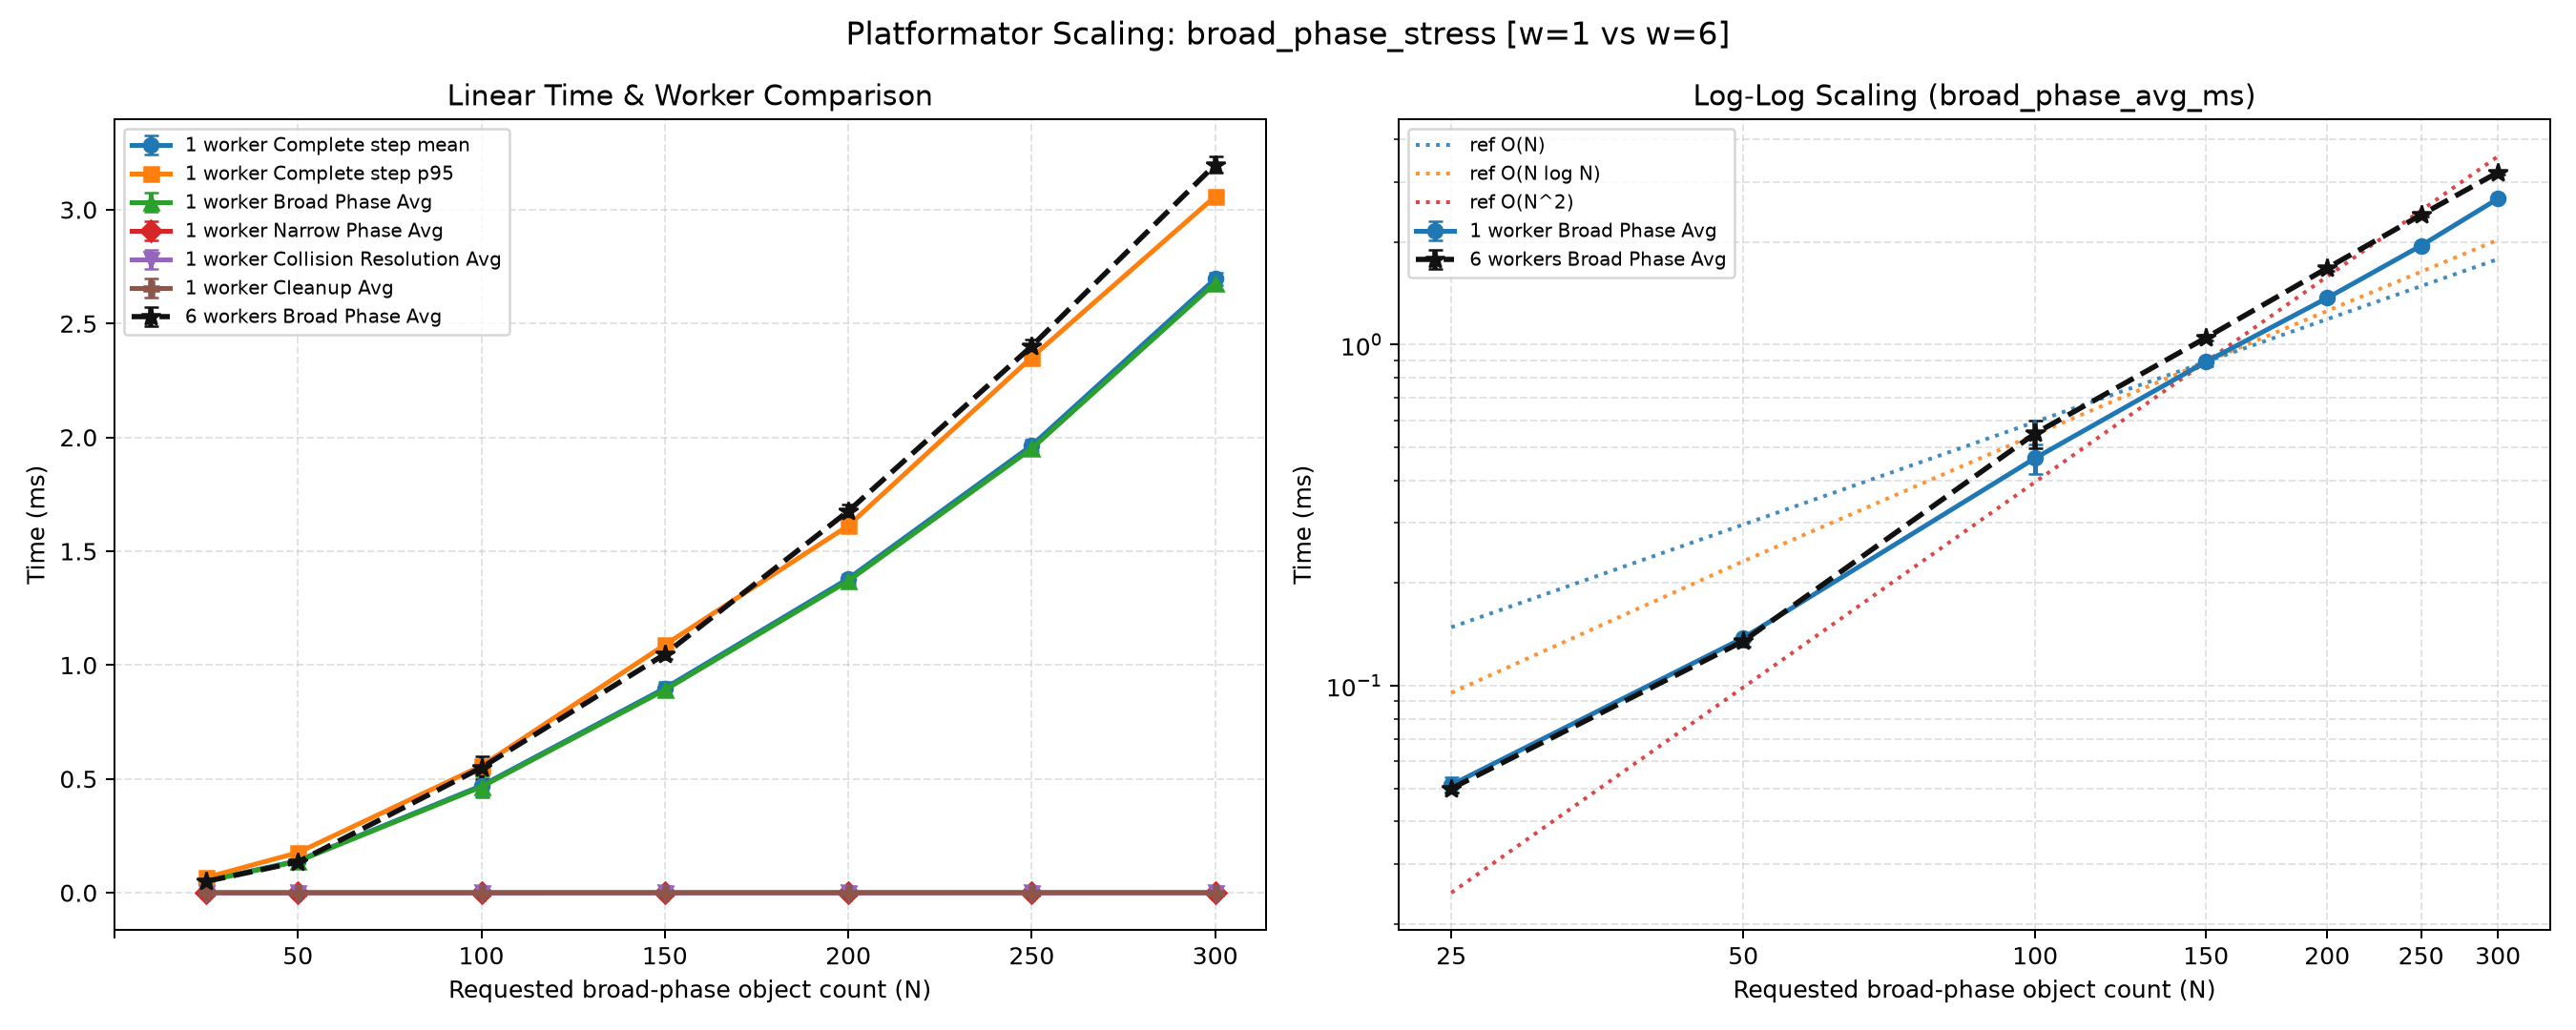 Platformator Scaling: broad_phase_stress [w=1 vs w=6]
Linear Time & Worker Comparison
1 worker Complete step mean
1 worker Complete step p95
1 worker Broad Phase Avg
1 worker Narrow Phase Avg
1 worker Collision Resolution Avg
1 worker Cleanup Avg
6 workers Broad Phase Avg
Time (ms)
3.0
2.5
2.0
1.5
1.0
0.5
0.0
50 100 150 200 250 300
Requested broad-phase object count (N)
Log-Log Scaling (broad_phase_avg_ms)
ref O(N)
ref O(N log N)
ref O(N^2)
1 worker Broad Phase Avg
6 workers Broad Phase Avg
Time (ms)
10⁰
10⁻¹
25 50 100 150 200 250 300
Requested broad-phase object count (N)